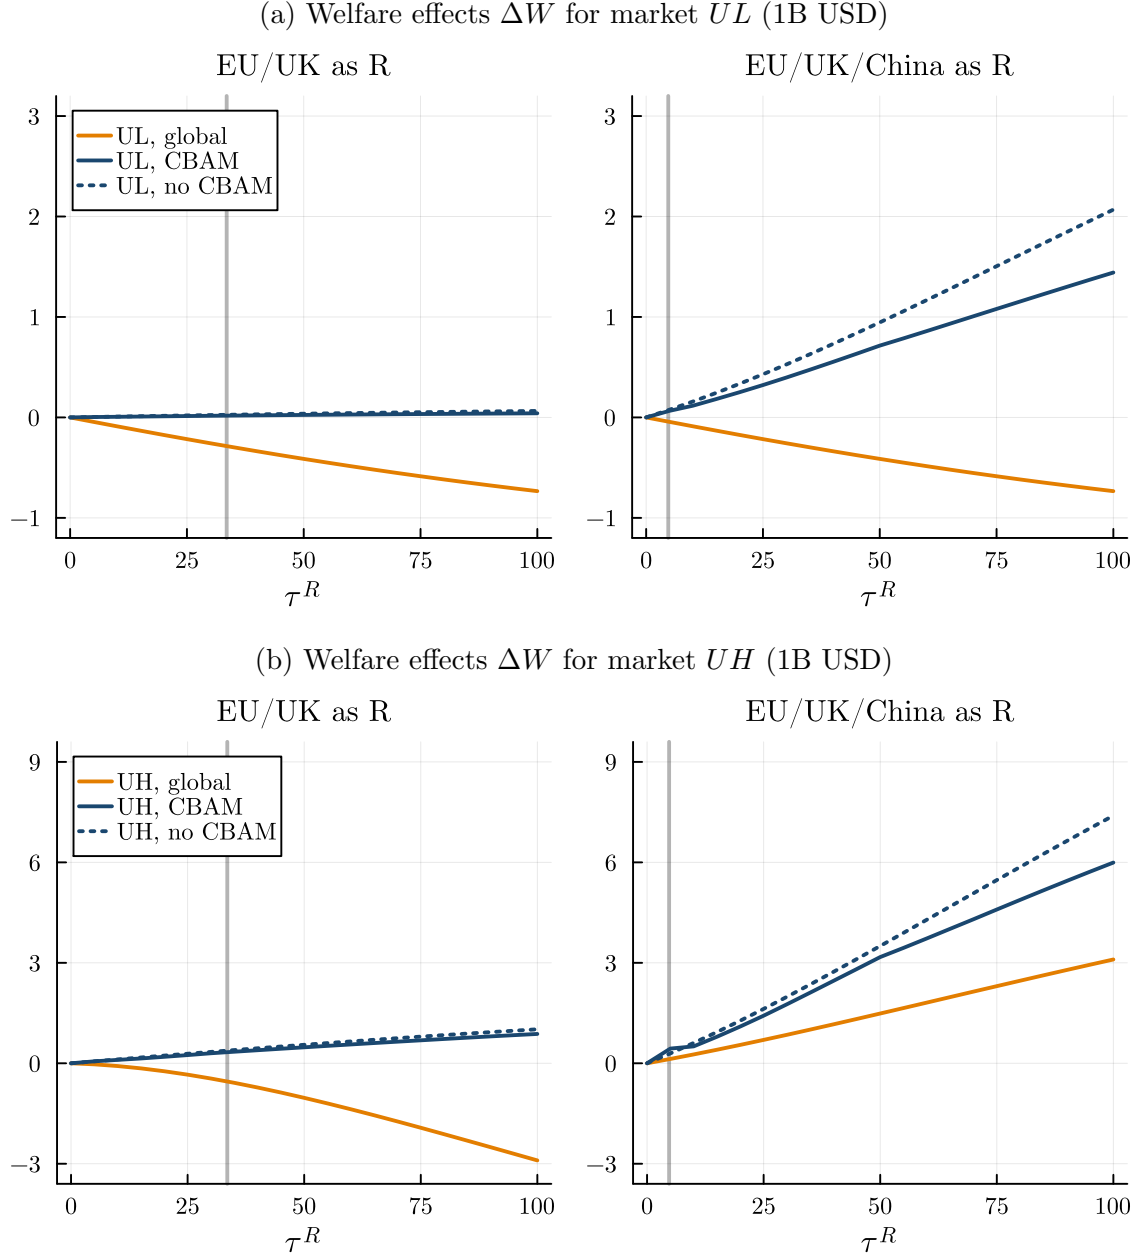 (a) Welfare effects ΔW for market UL (1B USD)
EU/UK as R
EU/UK/China as R
3
2
1
0
−1
UL, global
UL, CBAM
UL, no CBAM
0 25 50 75 100
τ^R
3
2
1
0
−1
0 25 50 75 100
τ^R
(b) Welfare effects ΔW for market UH (1B USD)
EU/UK as R
EU/UK/China as R
9
6
3
0
−3
UH, global
UH, CBAM
UH, no CBAM
0 25 50 75 100
τ^R
9
6
3
0
−3
0 25 50 75 100
τ^R